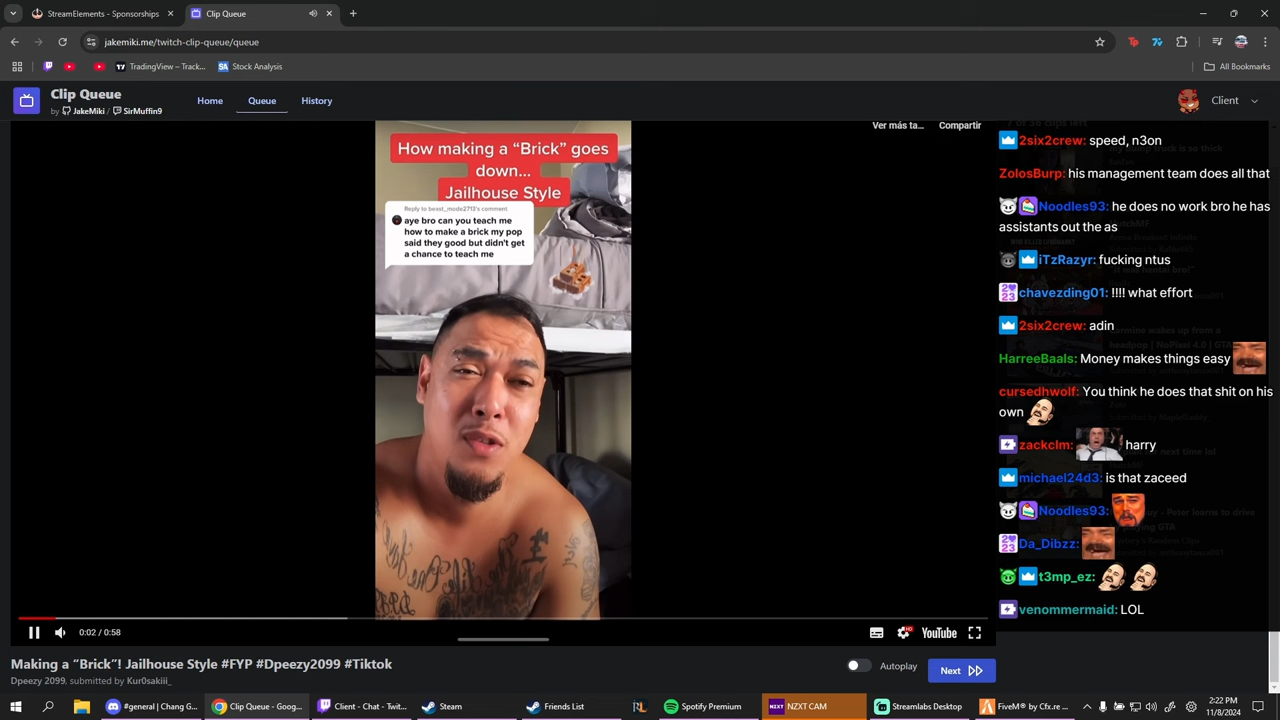 StreamElements - Sponsorships
Clip Queue
jakemiki.me/twitch-clip-queue/queue
TradingView – Track...
SA Stock Analysis
All Bookmarks
Clip Queue
by JakeMiki / SirMuffin9
Home
Queue
History
Client
Ver más ta...
Compartir
How making a “Brick” goes
down...
Jailhouse Style
Reply to beast_mode2713's comment
aye bro can you teach me
how to make a brick my pop
said they good but didn't get
a chance to teach me
2six2crew: speed, n3on
ZolosBurp: his management team does all that
Noodles93: he does not work bro he has
assistants out the as
iTzRazyr: fucking ntus
chavezding01: !!!! what effort
2six2crew: adin
HarreeBaals: Money makes things easy
cursedhwolf: You think he does that shit on his
own
zackclm: harry
michael24d3: is that zaceed
Noodles93:
Da_Dibzz:
t3mp_ez:
venommermaid: LOL
0:02 / 0:58
HD
YouTube
Making a “Brick”! Jailhouse Style #FYP #Dpeezy2099 #Tiktok
Dpeezy 2099, submitted by Kur0sakiii_
Autoplay
Next
#general | Chang G...
Clip Queue - Goog...
Client - Chat - Twit...
Steam
Friends List
Spotify Premium
NZXT
NZXT CAM
Streamlabs Desktop
FiveM® by Cfx.re ...
2:22 PM
11/8/2024